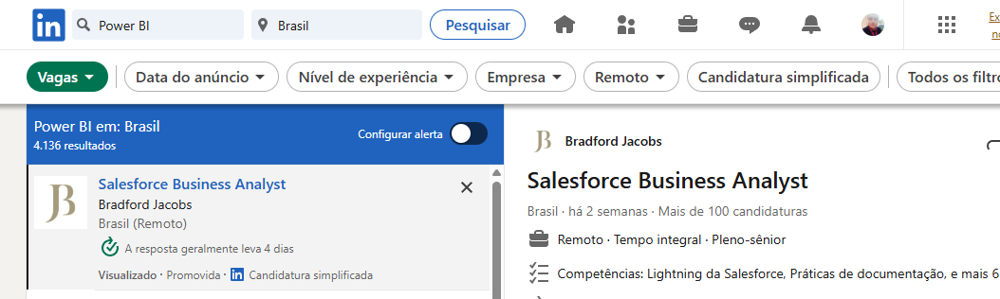 in
Power BI
Brasil
Pesquisar
Ex
no
Vagas
Data do anúncio
Nível de experiência
Empresa
Remoto
Candidatura simplificada
Todos os filtro
Power BI em: Brasil
4.136 resultados
Configurar alerta
JB
Salesforce Business Analyst
Bradford Jacobs
Brasil (Remoto)
A resposta geralmente leva 4 dias
Visualizado · Promovida · in Candidatura simplificada
JB
Bradford Jacobs
Salesforce Business Analyst
Brasil · há 2 semanas · Mais de 100 candidaturas
Remoto · Tempo integral · Pleno-sênior
Competências: Lightning da Salesforce, Práticas de documentação, e mais 6